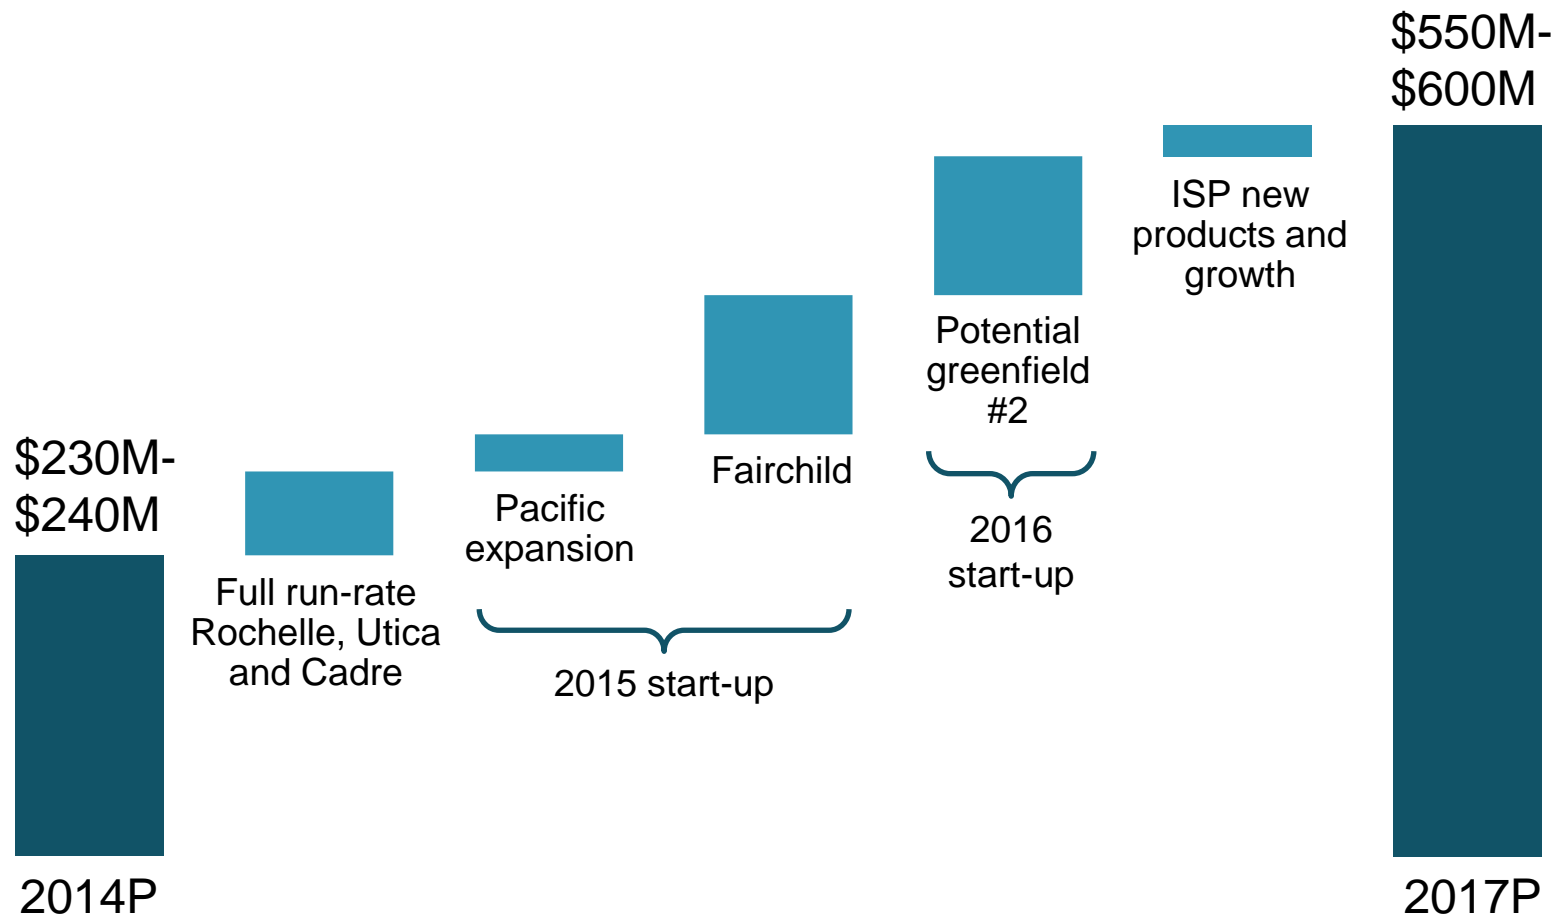 $230M-
$240M
2014P
Full run-rate
Rochelle, Utica
and Cadre
Pacific
expansion
Fairchild
2015 start-up
Potential
greenfield
#2
2016
start-up
ISP new
products and
growth
$550M-
$600M
2017P